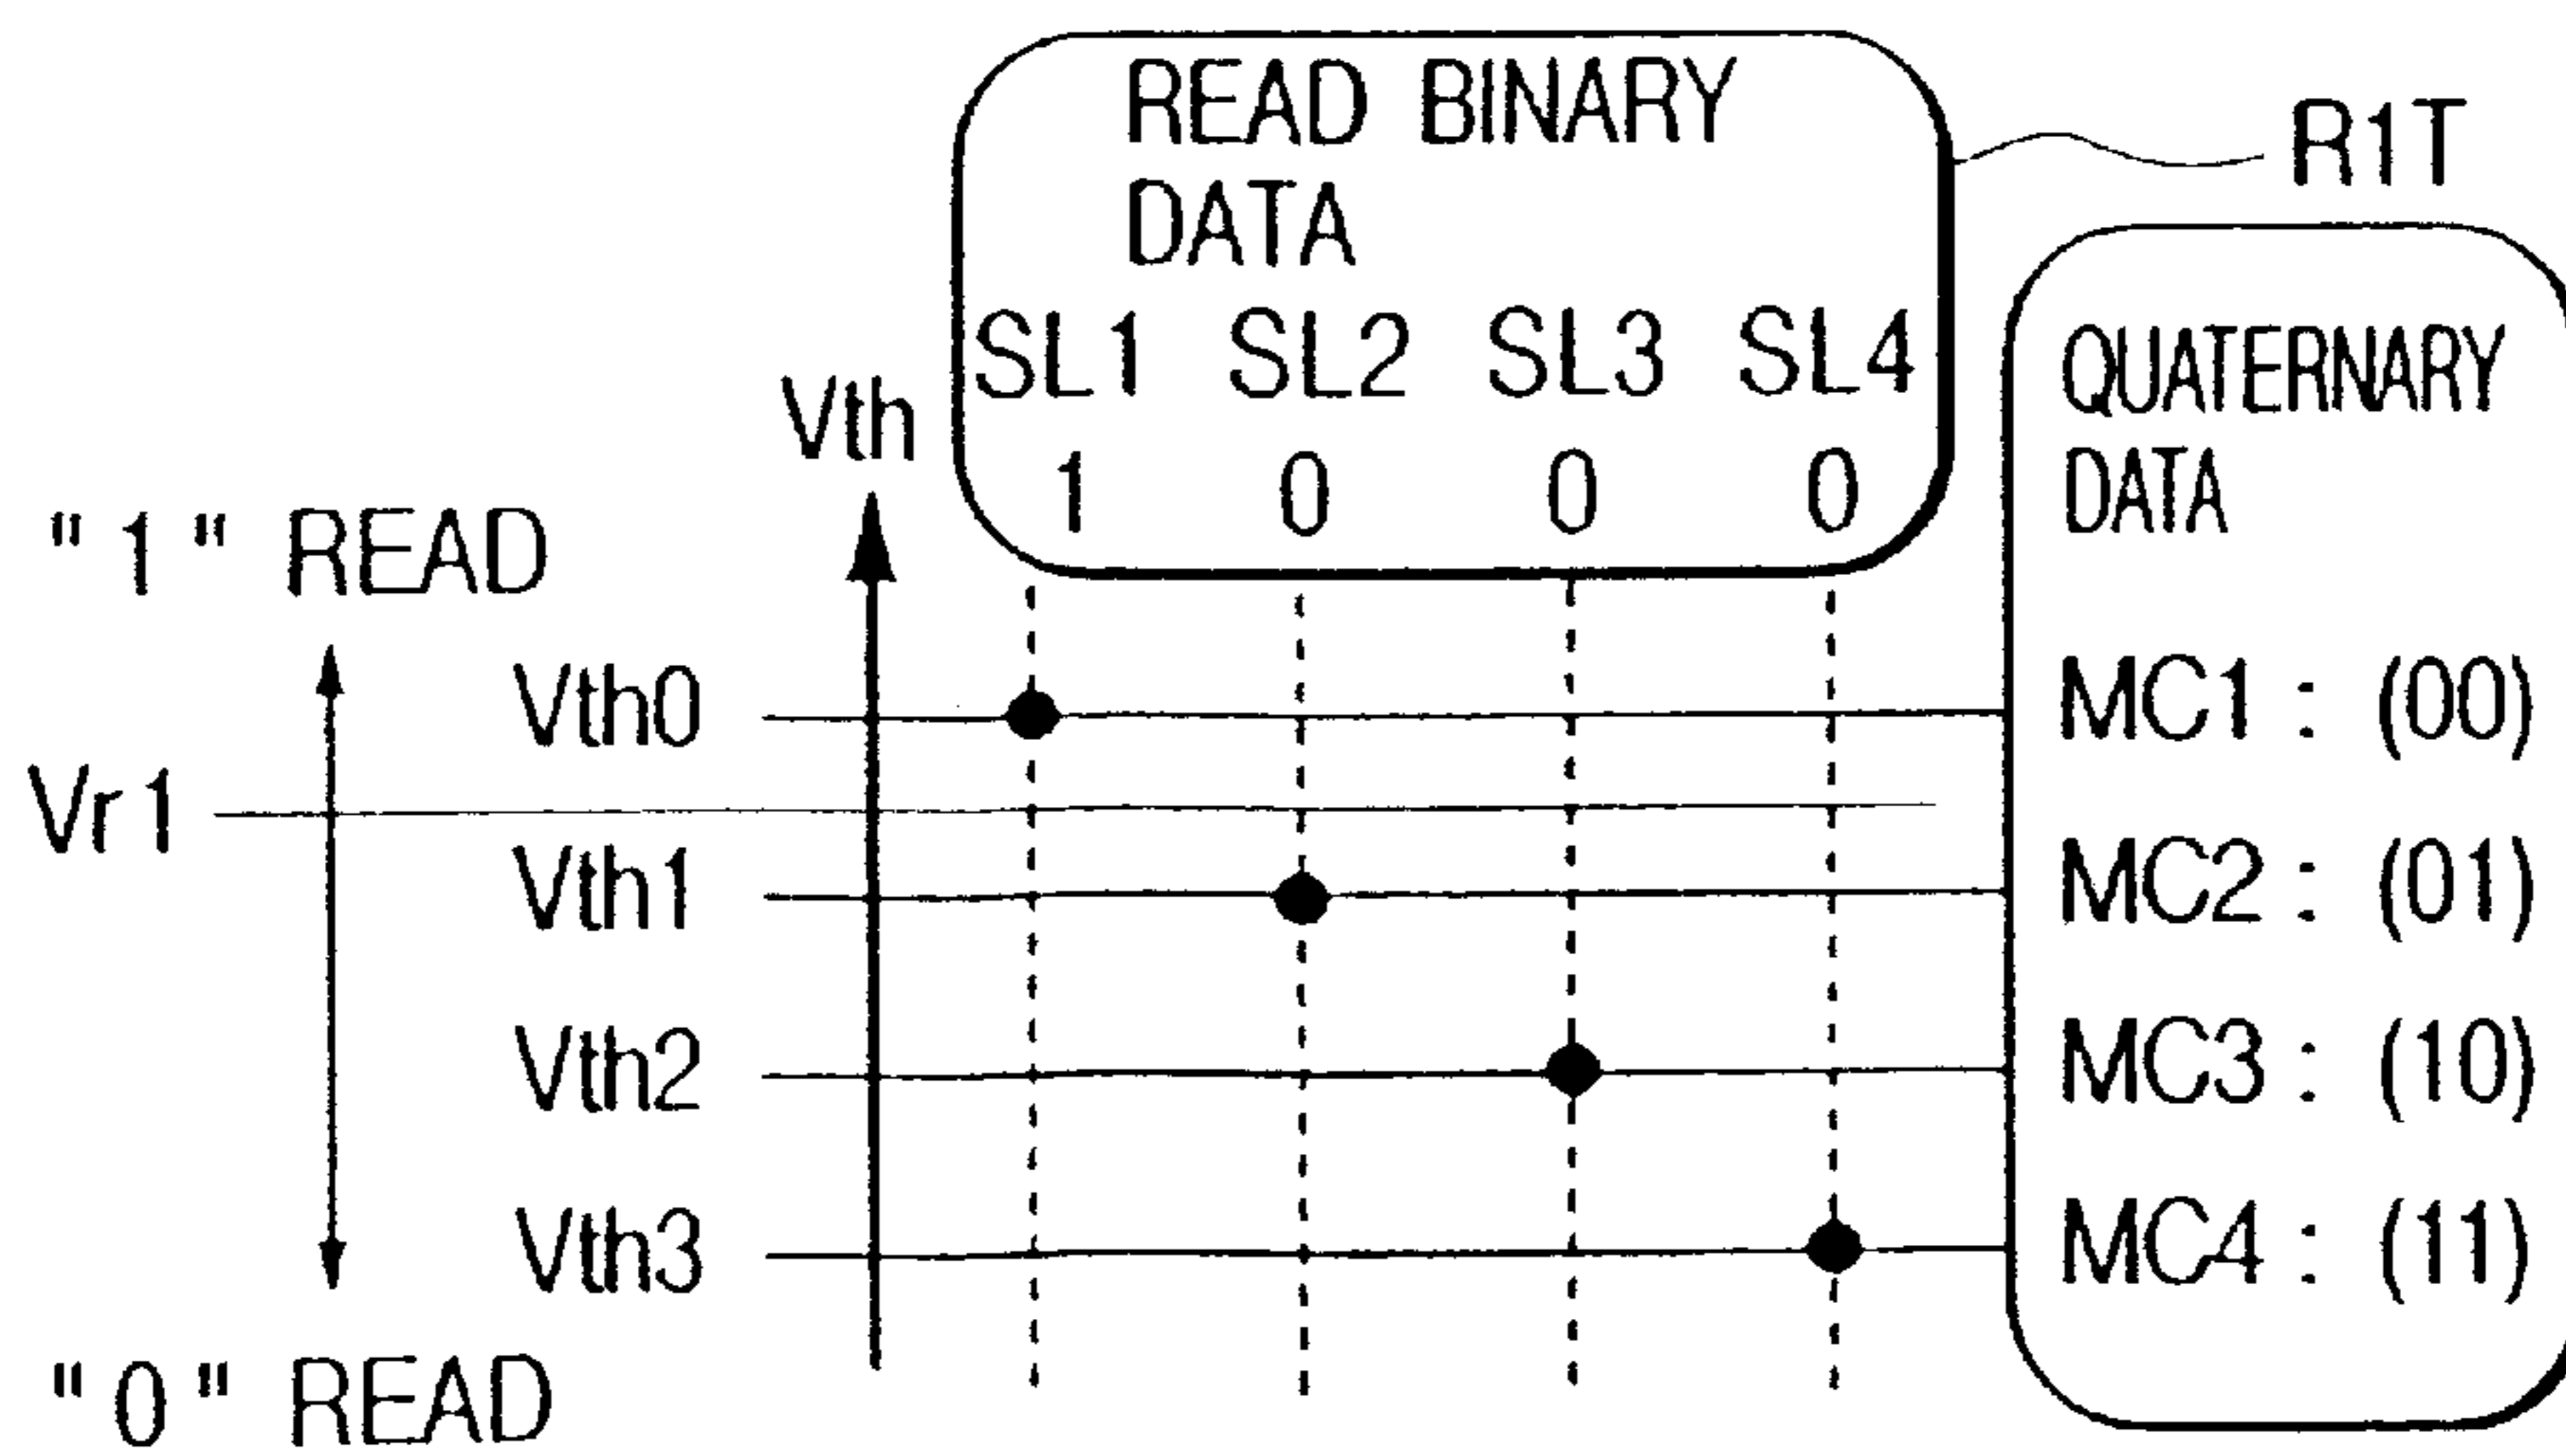 READ BINARY
DATA
R1T
SL1 SL2 SL3 SL4
1 0 0 0
Vth
QUATERNARY
DATA
"1" READ
Vth0
MC1 : (00)
Vr1
Vth1
MC2 : (01)
Vth2
MC3 : (10)
Vth3
MC4 : (11)
"0" READ